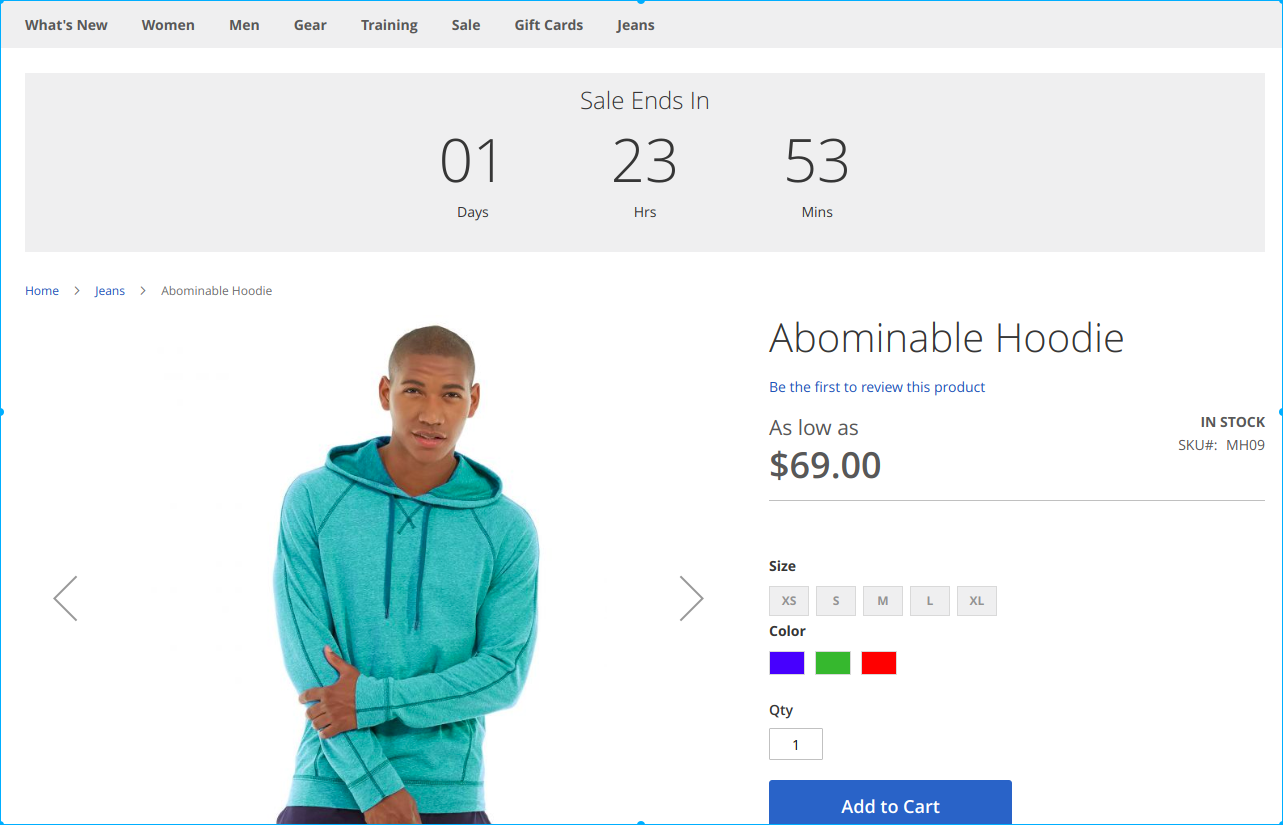 What's New Women Men Gear Training Sale Gift Cards Jeans
Sale Ends In
01 23 53
Days Hrs Mins
Home > Jeans > Abominable Hoodie
Abominable Hoodie
Be the first to review this product
As low as
$69.00
IN STOCK
SKU#: MH09
Size
XS S M L XL
Color
Qty
1
Add to Cart